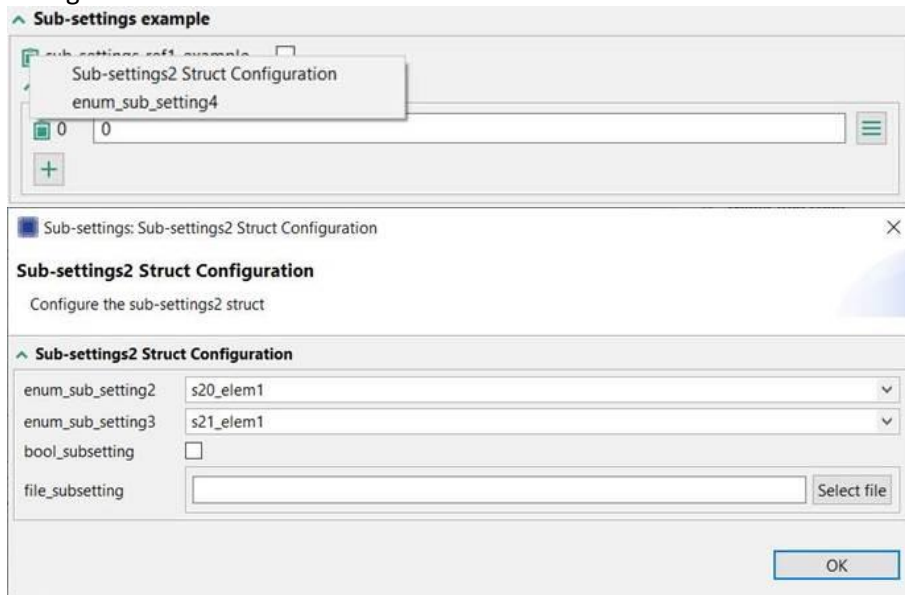 Sub-settings example
Sub-settings2 Struct Configuration
enum_sub_setting4
0 0
+
Sub-settings: Sub-settings2 Struct Configuration
Sub-settings2 Struct Configuration
Configure the sub-settings2 struct
Sub-settings2 Struct Configuration
enum_sub_setting2 s20_elem1
enum_sub_setting3 s21_elem1
bool_subsetting
file_subsetting Select file
OK